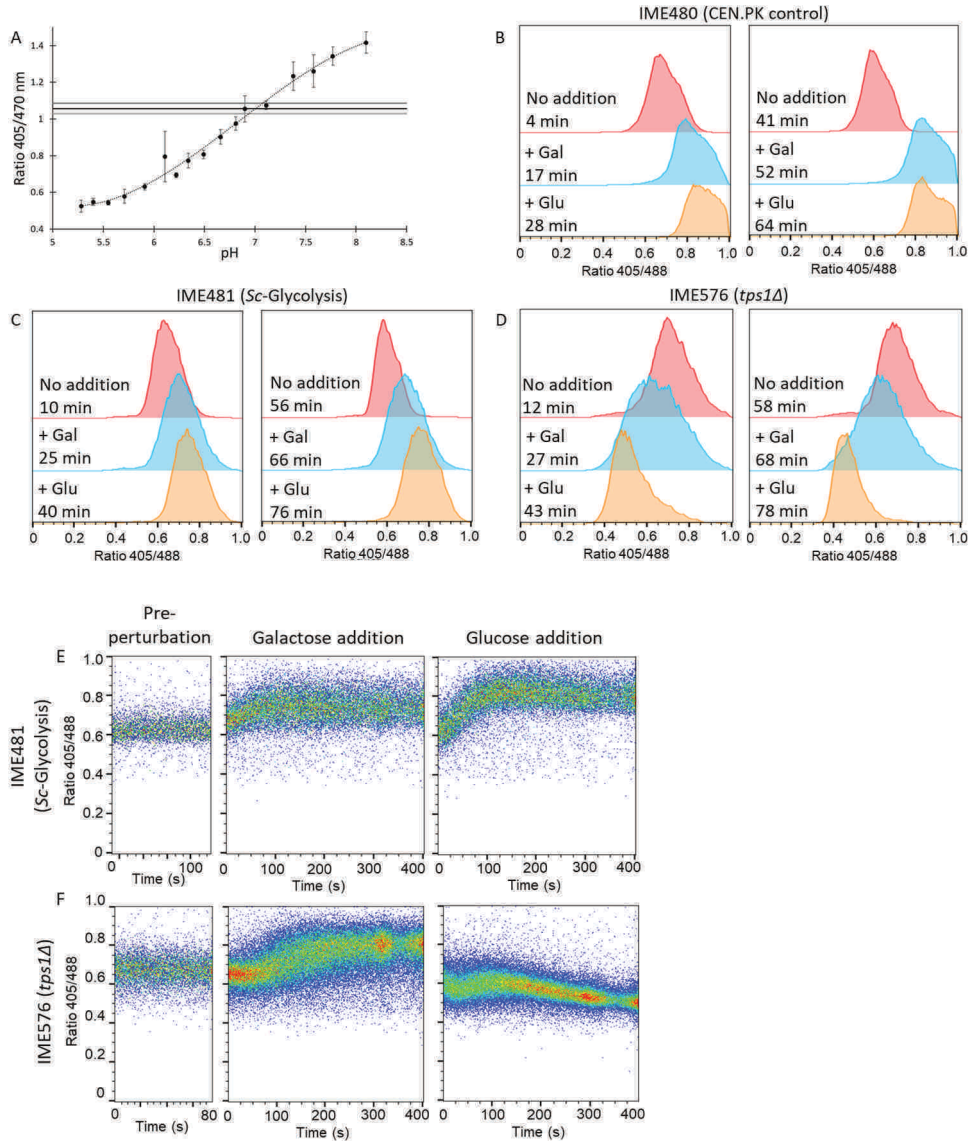 A
Ratio 405/470 nm
1.4
1.2
1
0.8
0.6
0.4
5 5.5 6 6.5 7 7.5 8 8.5
pH
IME480 (CEN.PK control)
B
No addition
4 min
+ Gal
17 min
+ Glu
28 min
0 0.2 0.4 0.6 0.8 1.0
Ratio 405/488
No addition
41 min
+ Gal
52 min
+ Glu
64 min
0 0.2 0.4 0.6 0.8 1.0
Ratio 405/488
IME481 (Sc-Glycolysis)
C
No addition
10 min
+ Gal
25 min
+ Glu
40 min
0 0.2 0.4 0.6 0.8 1.0
Ratio 405/488
No addition
56 min
+ Gal
66 min
+ Glu
76 min
0 0.2 0.4 0.6 0.8 1.0
Ratio 405/488
IME576 (tps1Δ)
D
No addition
12 min
+ Gal
27 min
+ Glu
43 min
0 0.2 0.4 0.6 0.8 1.0
Ratio 405/488
No addition
58 min
+ Gal
68 min
+ Glu
78 min
0 0.2 0.4 0.6 0.8 1.0
Ratio 405/488
Pre-
perturbation
Galactose addition
Glucose addition
E
IME481
(Sc-Glycolysis)
Ratio 405/488
1.0
0.8
0.6
0.4
0.2
0
0 100
Time (s)
100 200 300 400
Time (s)
0 100 200 300 400
Time (s)
F
IME576 (tps1Δ)
Ratio 405/488
1.0
0.8
0.6
0.4
0.2
0
0 80
Time (s)
0 100 200 300 400
Time (s)
0 100 200 300 400
Time (s)